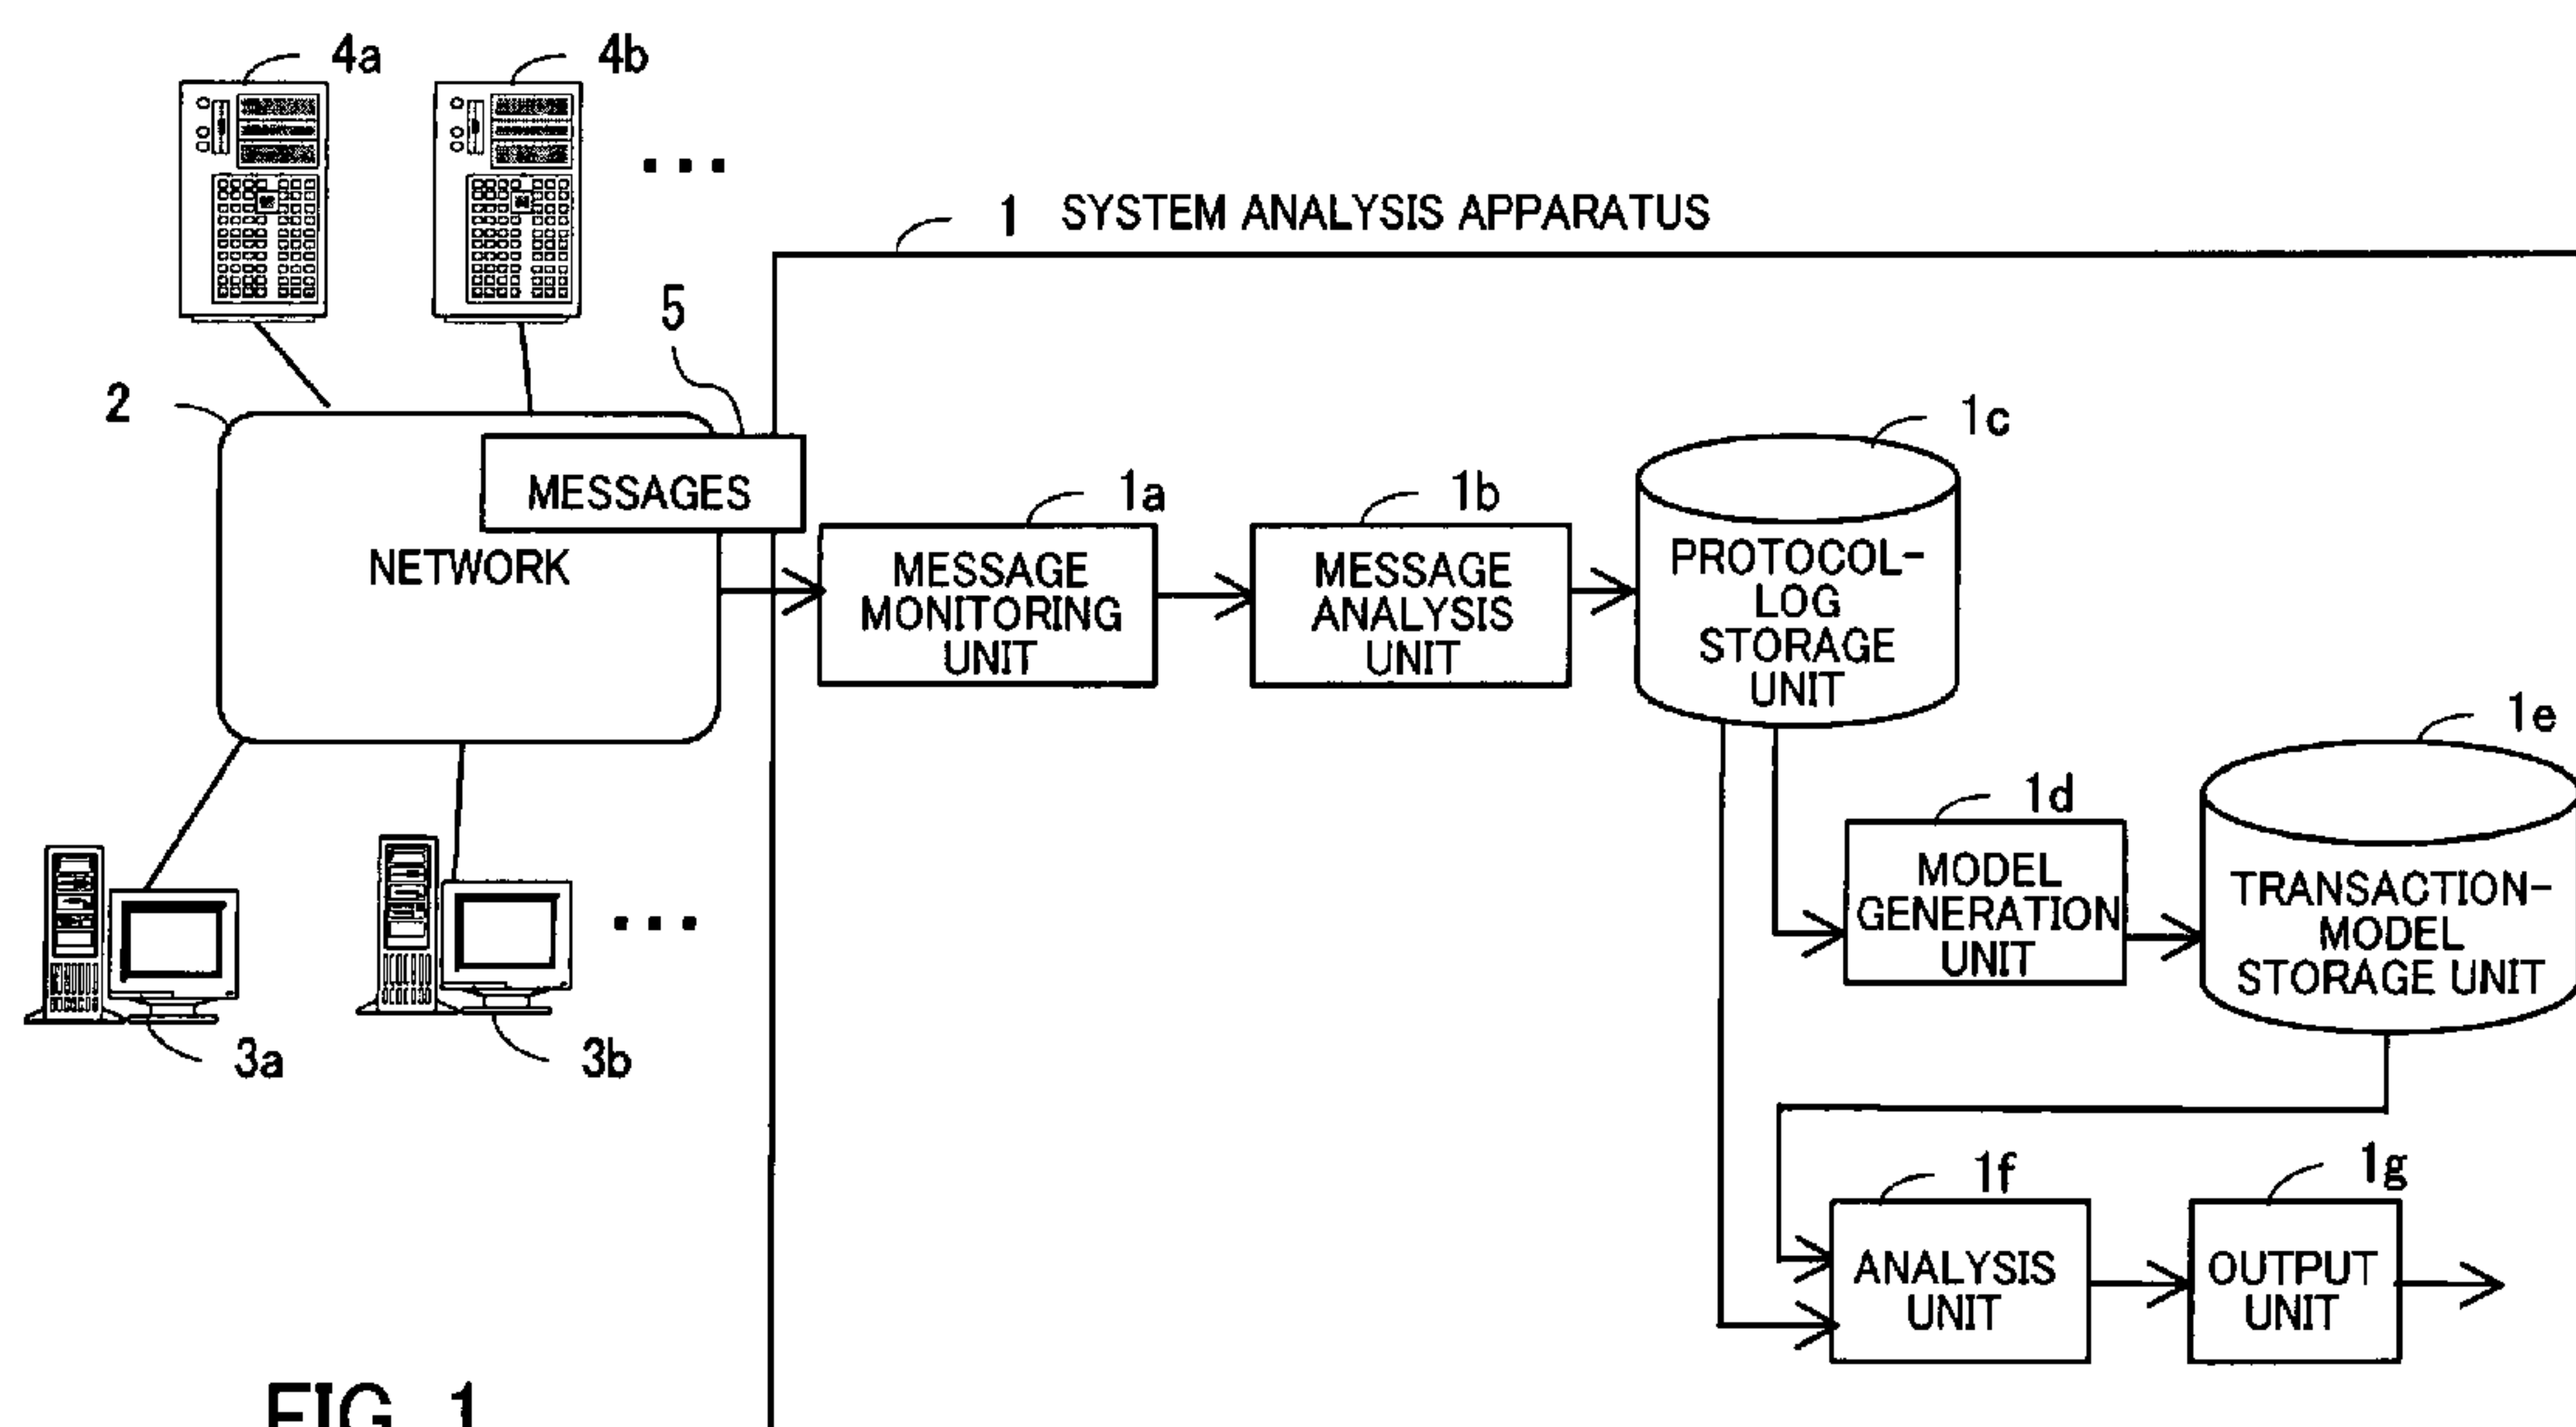 4a
4b
...
1 SYSTEM ANALYSIS APPARATUS
5
2
MESSAGES
NETWORK
1a
MESSAGE
MONITORING
UNIT
1b
MESSAGE
ANALYSIS
UNIT
1c
PROTOCOL-
LOG
STORAGE
UNIT
1d
MODEL
GENERATION
UNIT
1e
TRANSACTION-
MODEL
STORAGE UNIT
3a
3b
...
1f
ANALYSIS
UNIT
1g
OUTPUT
UNIT
FIG. 1